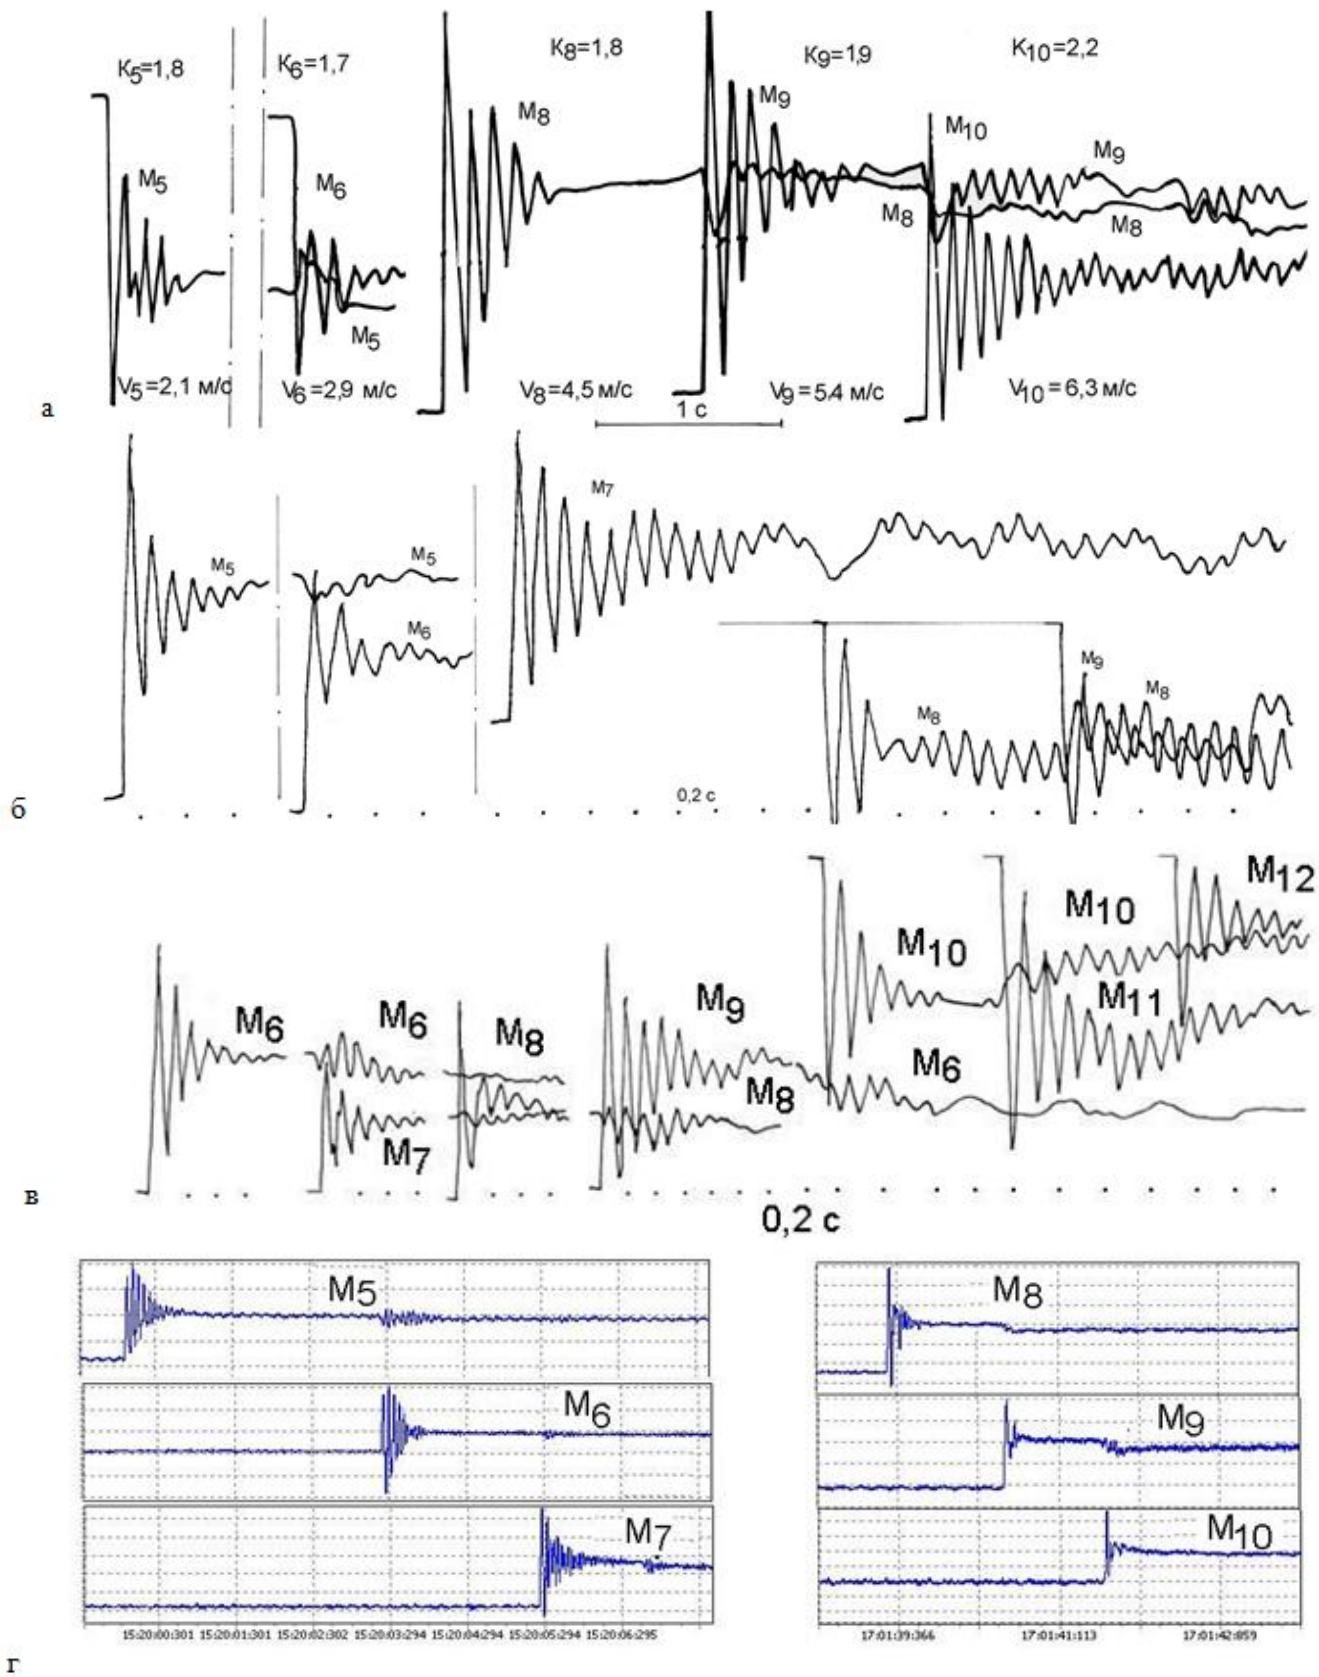 K5=1,8
K6=1,7
K8=1,8
K9=1,9
K10=2,2
M5
M6
M5
M8
M9
M10
M9
M8
M8
V5=2,1 м/с
V6=2,9 м/с
V8=4,5 м/с
V9=5,4 м/с
V10=6,3 м/с
1 с
а
M5
M5
M6
M7
M8
M9
M8
0,2 с
б
M6
M6
M7
M8
M9
M8
M10
M6
M10
M11
M12
0,2 с
в
M5
M6
M7
15:20:00:301 15:20:01:301 15:20:02:302 15:20:03:294 15:20:04:294 15:20:05:294 15:20:06:295
M8
M9
M10
17:01:39:366 17:01:41:113 17:01:42:859
г